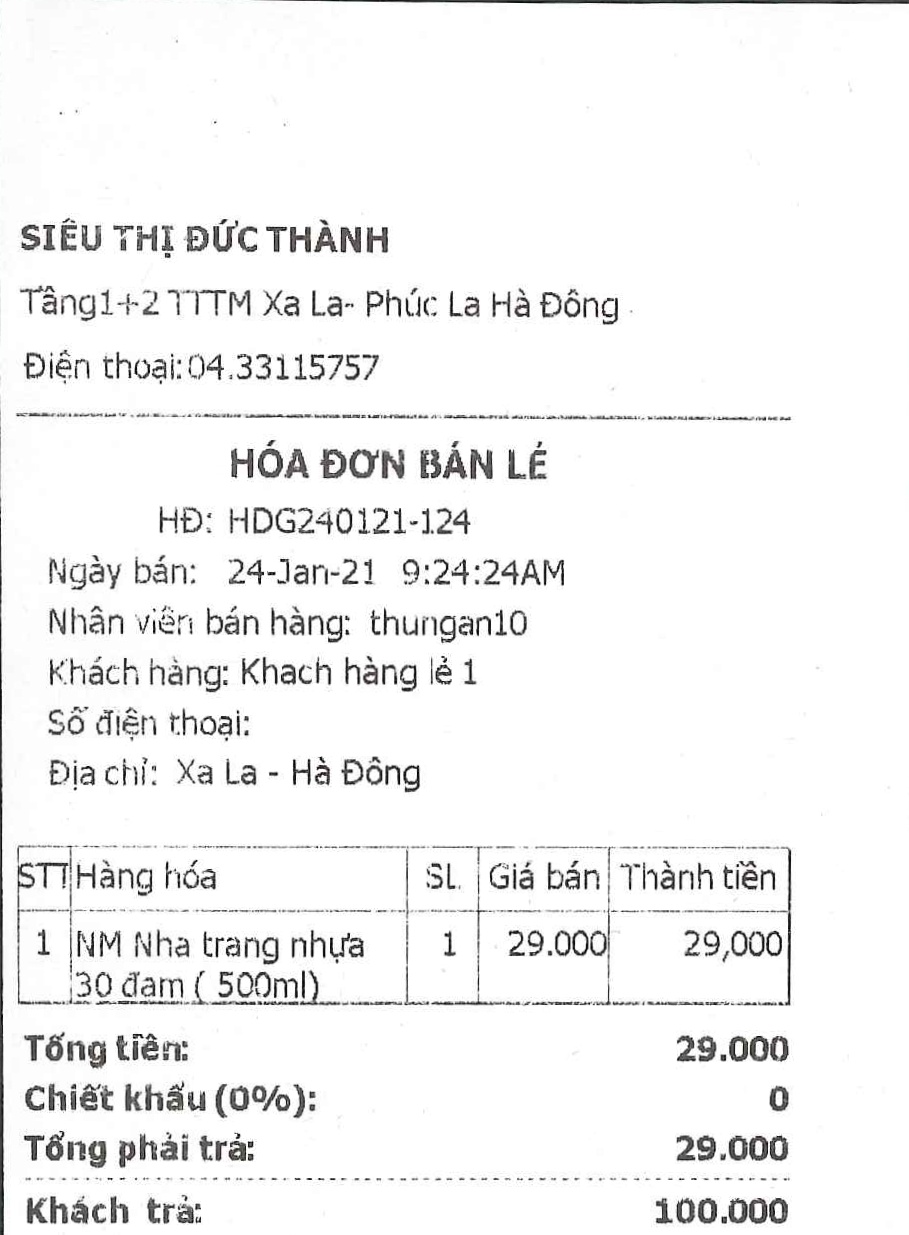 SIÊU THỊ ĐỨC THÀNH
Tầng1+2 TTTM Xa La- Phúc La Hà Đông
Điện thoại:04.33115757
HÓA ĐƠN BÁN LẺ
HĐ: HDG240121-124
Ngày bán: 24-Jan-21 9:24:24AM
Nhân viên bán hàng: thungan10
Khách hàng: Khach hàng lẻ 1
Số điện thoại:
Địa chỉ: Xa La - Hà Đông
STT Hàng hóa SL Giá bán Thành tiền
1 NM Nha trang nhựa 1 29.000 29,000
30 đam ( 500ml)
Tổng tiền: 29.000
Chiết khấu (0%): 0
Tổng phải trả: 29.000
Khách trả: 100.000